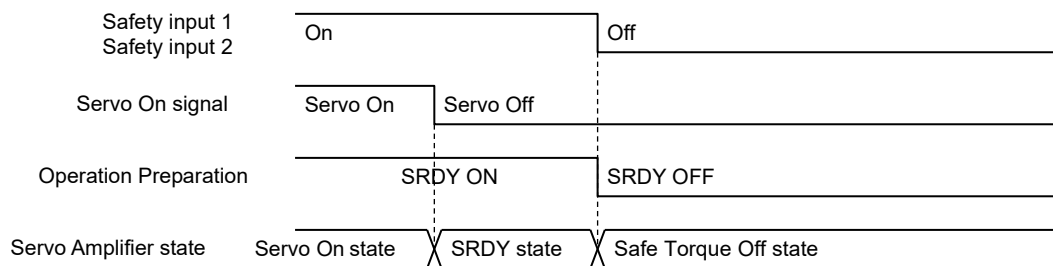 Safety input 1
Safety input 2
On
Off
Servo On signal
Servo On
Servo Off
Operation Preparation
SRDY ON
SRDY OFF
Servo Amplifier state
Servo On state
SRDY state
Safe Torque Off state